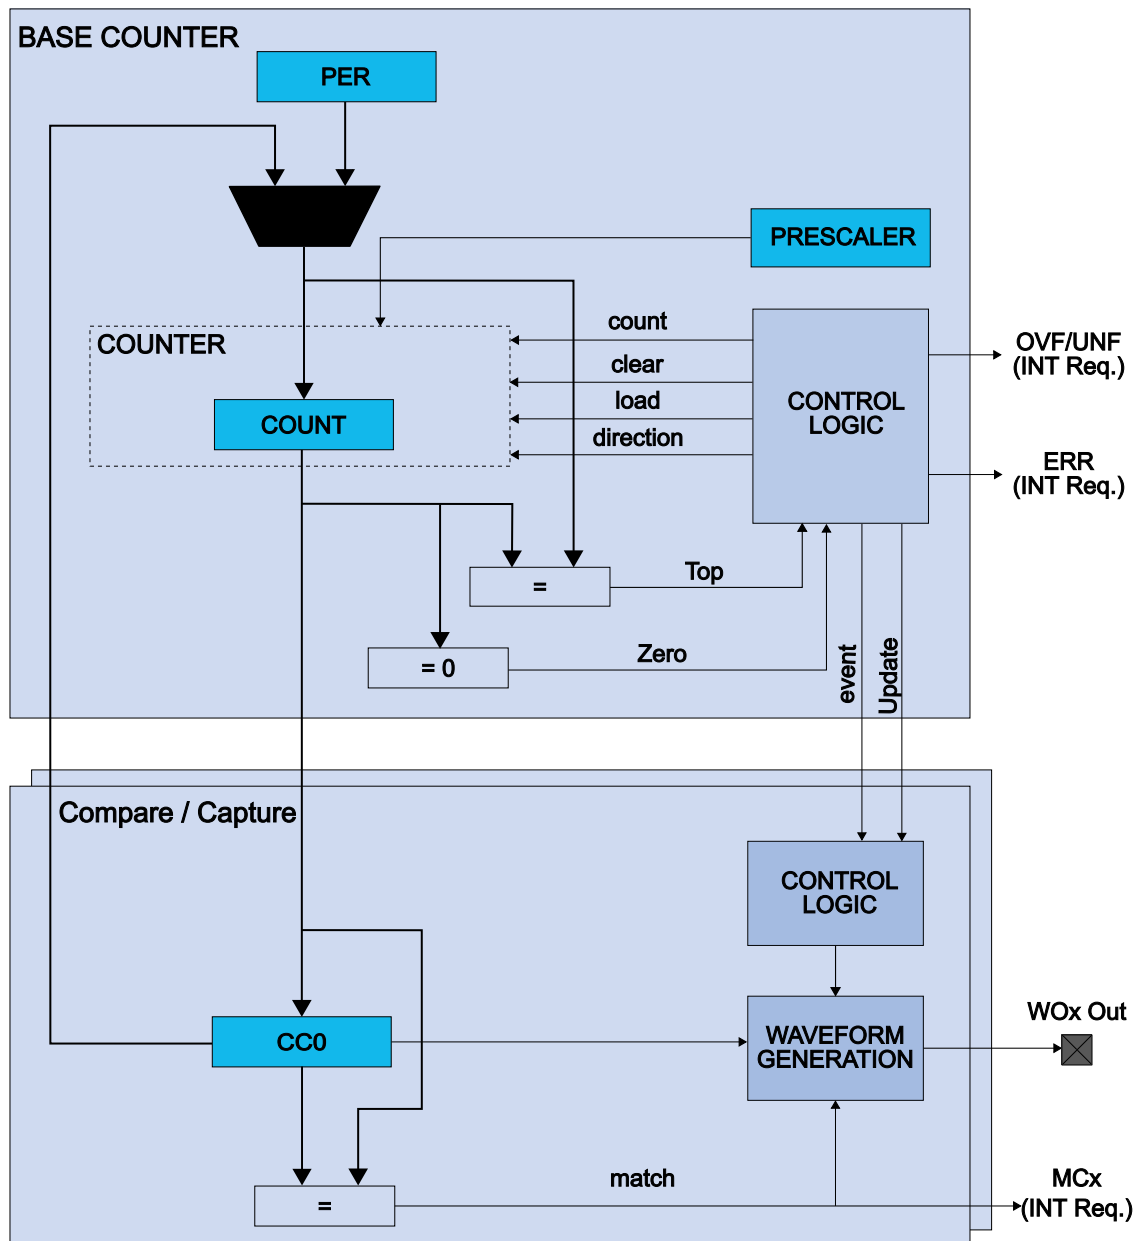 BASE COUNTER
PER
PRESCALER
COUNTER
count
clear
load
direction
COUNT
CONTROL
LOGIC
OVF/UNF
(INT Req.)
ERR
(INT Req.)
=
Top
= 0
Zero
event
Update
Compare / Capture
CONTROL
LOGIC
CC0
WAVEFORM
GENERATION
WOx Out
=
match
MCx
(INT Req.)